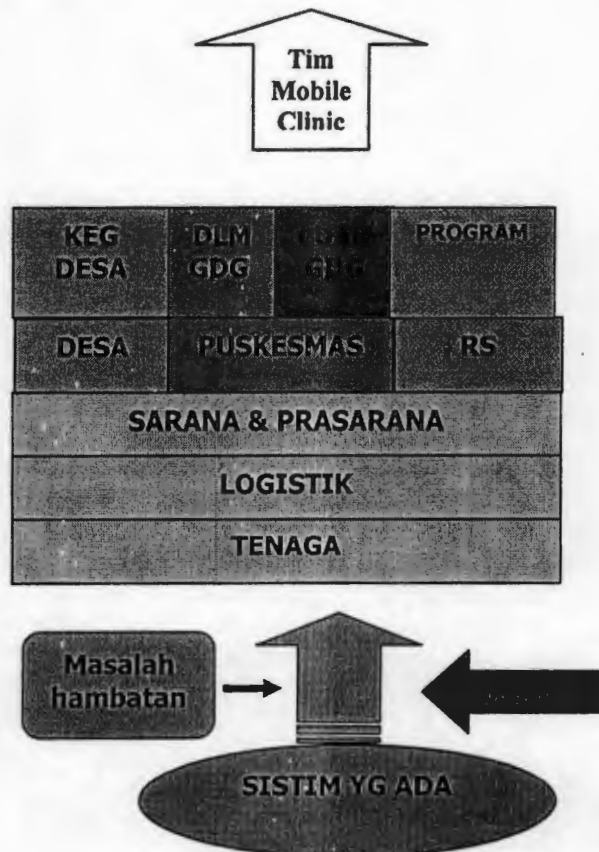 Tim
Mobile
Clinic
KEG
DESA
DLM
GDG
PROGRAM
DESA
PUSKESMAS
RS
SARANA & PRASARANA
LOGISTIK
TENAGA
Masalah
hambatan
SISTIM YG ADA